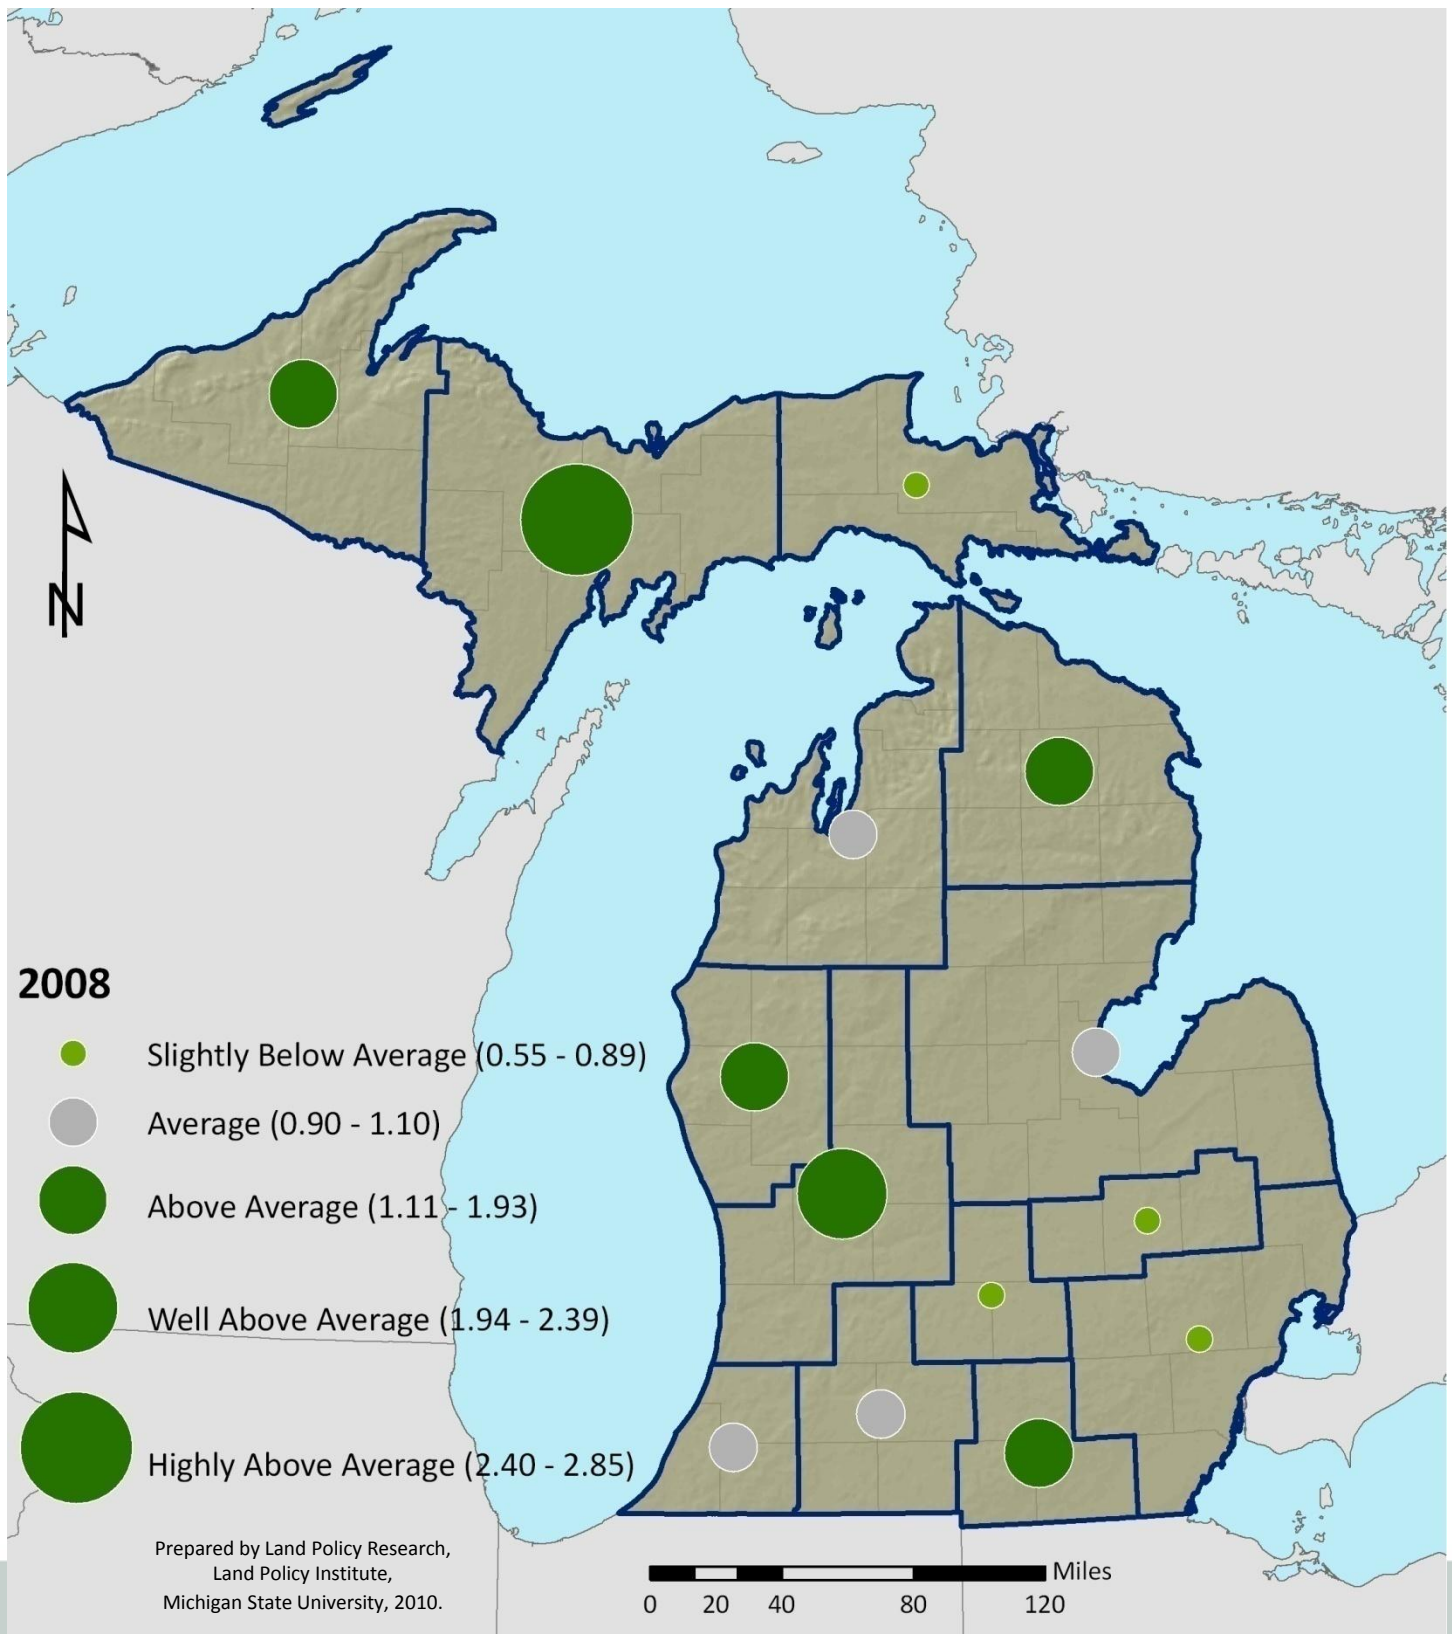 N
2008
Slightly Below Average (0.55 - 0.89)
Average (0.90 - 1.10)
Above Average (1.11 - 1.93)
Well Above Average (1.94 - 2.39)
Highly Above Average (2.40 - 2.85)
Prepared by Land Policy Research,
Land Policy Institute,
Michigan State University, 2010.
Miles
0 20 40 80 120